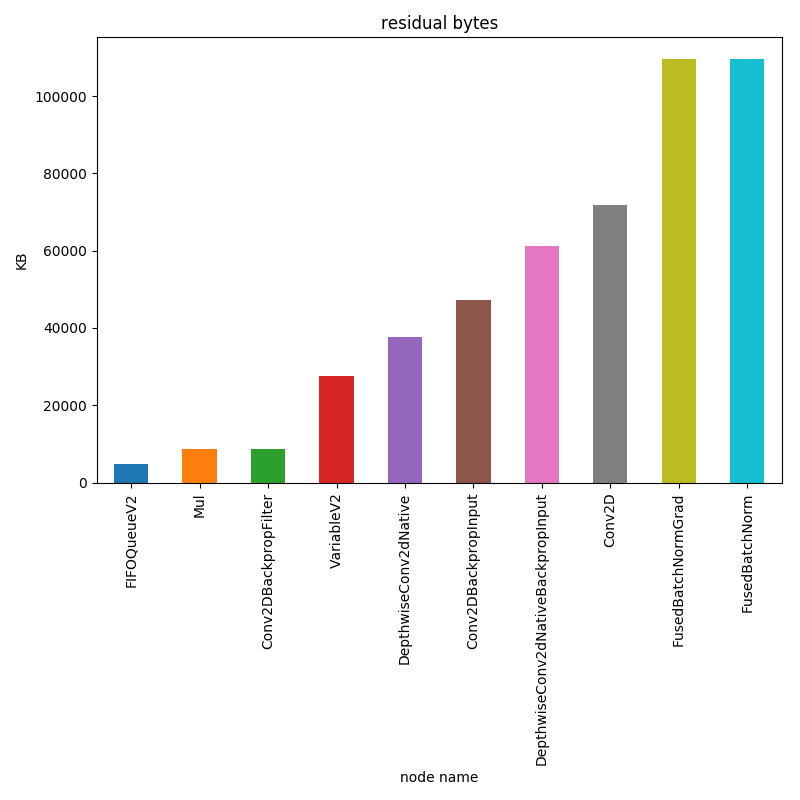 residual bytes
KB
100000
80000
60000
40000
20000
0
FIFOQueueV2
Mul
Conv2DBackpropFilter
VariableV2
DepthwiseConv2dNative
Conv2DBackpropInput
DepthwiseConv2dNativeBackpropInput
Conv2D
FusedBatchNormGrad
FusedBatchNorm
node name